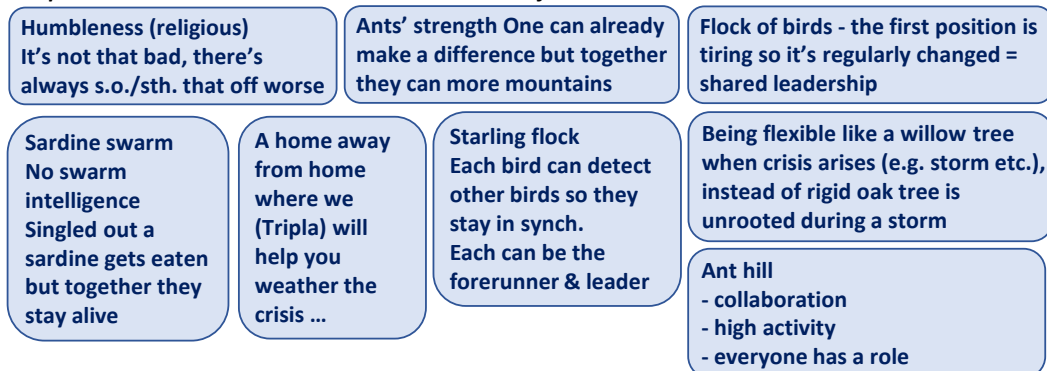 Humbleness (religious)
It's not that bad, there's
always s.o./sth. that off worse
Ants' strength One can already
make a difference but together
they can more mountains
Flock of birds - the first position is
tiring so it's regularly changed =
shared leadership
Sardine swarm
No swarm
intelligence
Singled out a
sardine gets eaten
but together they
stay alive
A home away
from home
where we
(Tripla) will
help you
weather the
crisis ...
Starling flock
Each bird can detect
other birds so they
stay in synch.
Each can be the
forerunner & leader
Being flexible like a willow tree
when crisis arises (e.g. storm etc.),
instead of rigid oak tree is
unrooted during a storm
Ant hill
- collaboration
- high activity
- everyone has a role